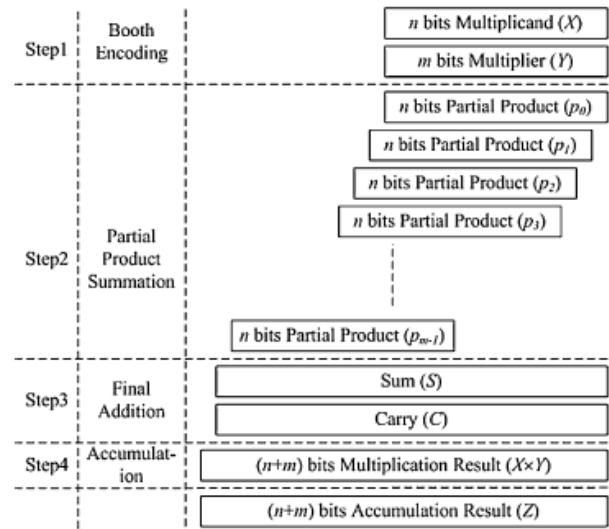 Step1
Booth
Encoding
n bits Multiplicand (X)
m bits Multiplier (Y)
Step2
Partial
Product
Summation
n bits Partial Product (p0)
n bits Partial Product (p1)
n bits Partial Product (p2)
n bits Partial Product (p3)
n bits Partial Product (pm-1)
Step3
Final
Addition
Sum (S)
Carry (C)
Step4
Accumulat-
ion
(n+m) bits Multiplication Result (X×Y)
(n+m) bits Accumulation Result (Z)